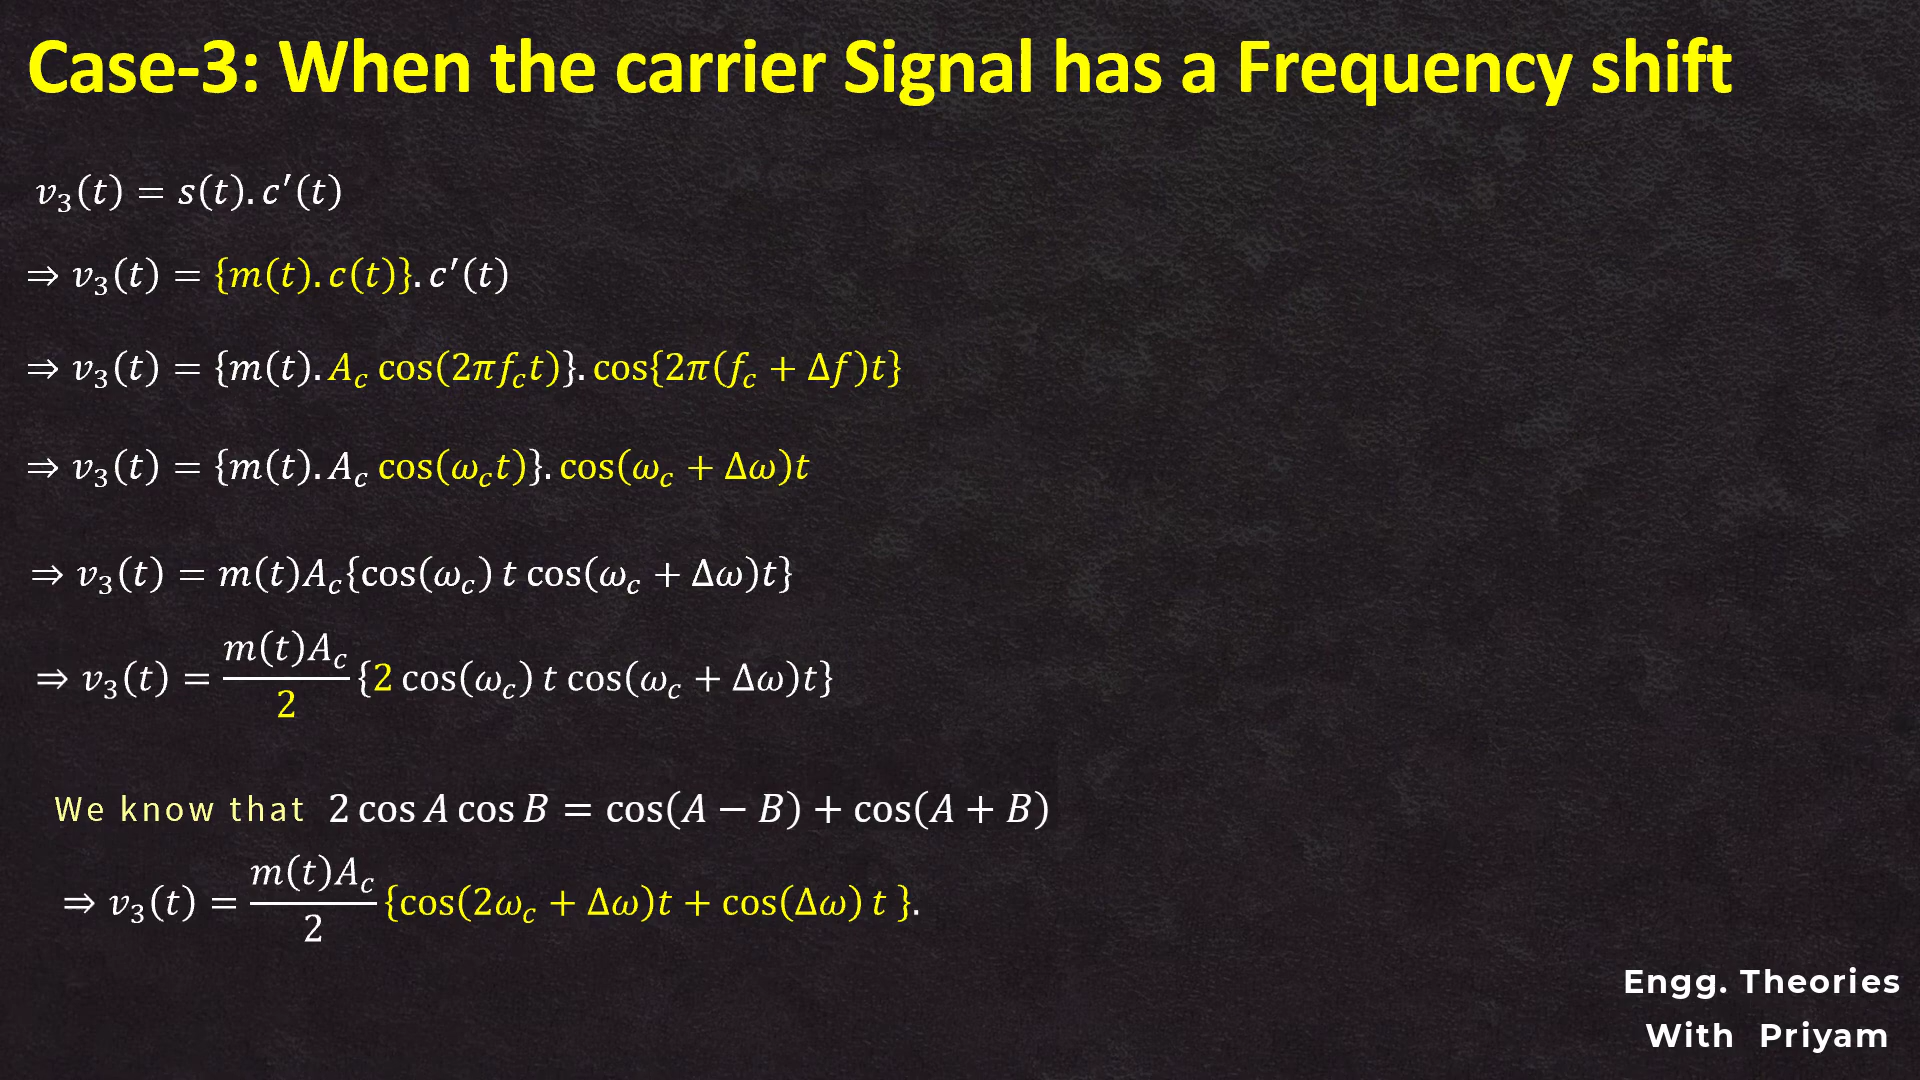 Case-3: When the carrier Signal has a Frequency shift
v₃(t) = s(t).c′(t)
⇒ v₃(t) = {m(t).c(t)}.c′(t)
⇒ v₃(t) = {m(t).A_c cos(2πf_c t)}.cos{2π(f_c + Δf)t}
⇒ v₃(t) = {m(t).A_c cos(ω_c t)}.cos(ω_c + Δω)t
⇒ v₃(t) = m(t)A_c{cos(ω_c) t cos(ω_c + Δω)t}
⇒ v₃(t) = m(t)A_c/2 {2 cos(ω_c) t cos(ω_c + Δω)t}
We know that 2 cos A cos B = cos(A − B) + cos(A + B)
⇒ v₃(t) = m(t)A_c/2 {cos(2ω_c + Δω)t + cos(Δω) t }.
Engg. Theories
With Priyam